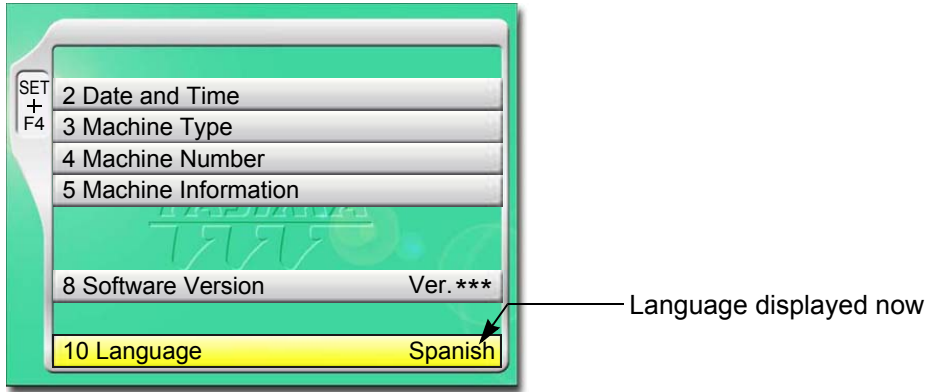 SET
+
F4
2 Date and Time
3 Machine Type
4 Machine Number
5 Machine Information
8 Software Version Ver.***
Language displayed now
10 Language Spanish